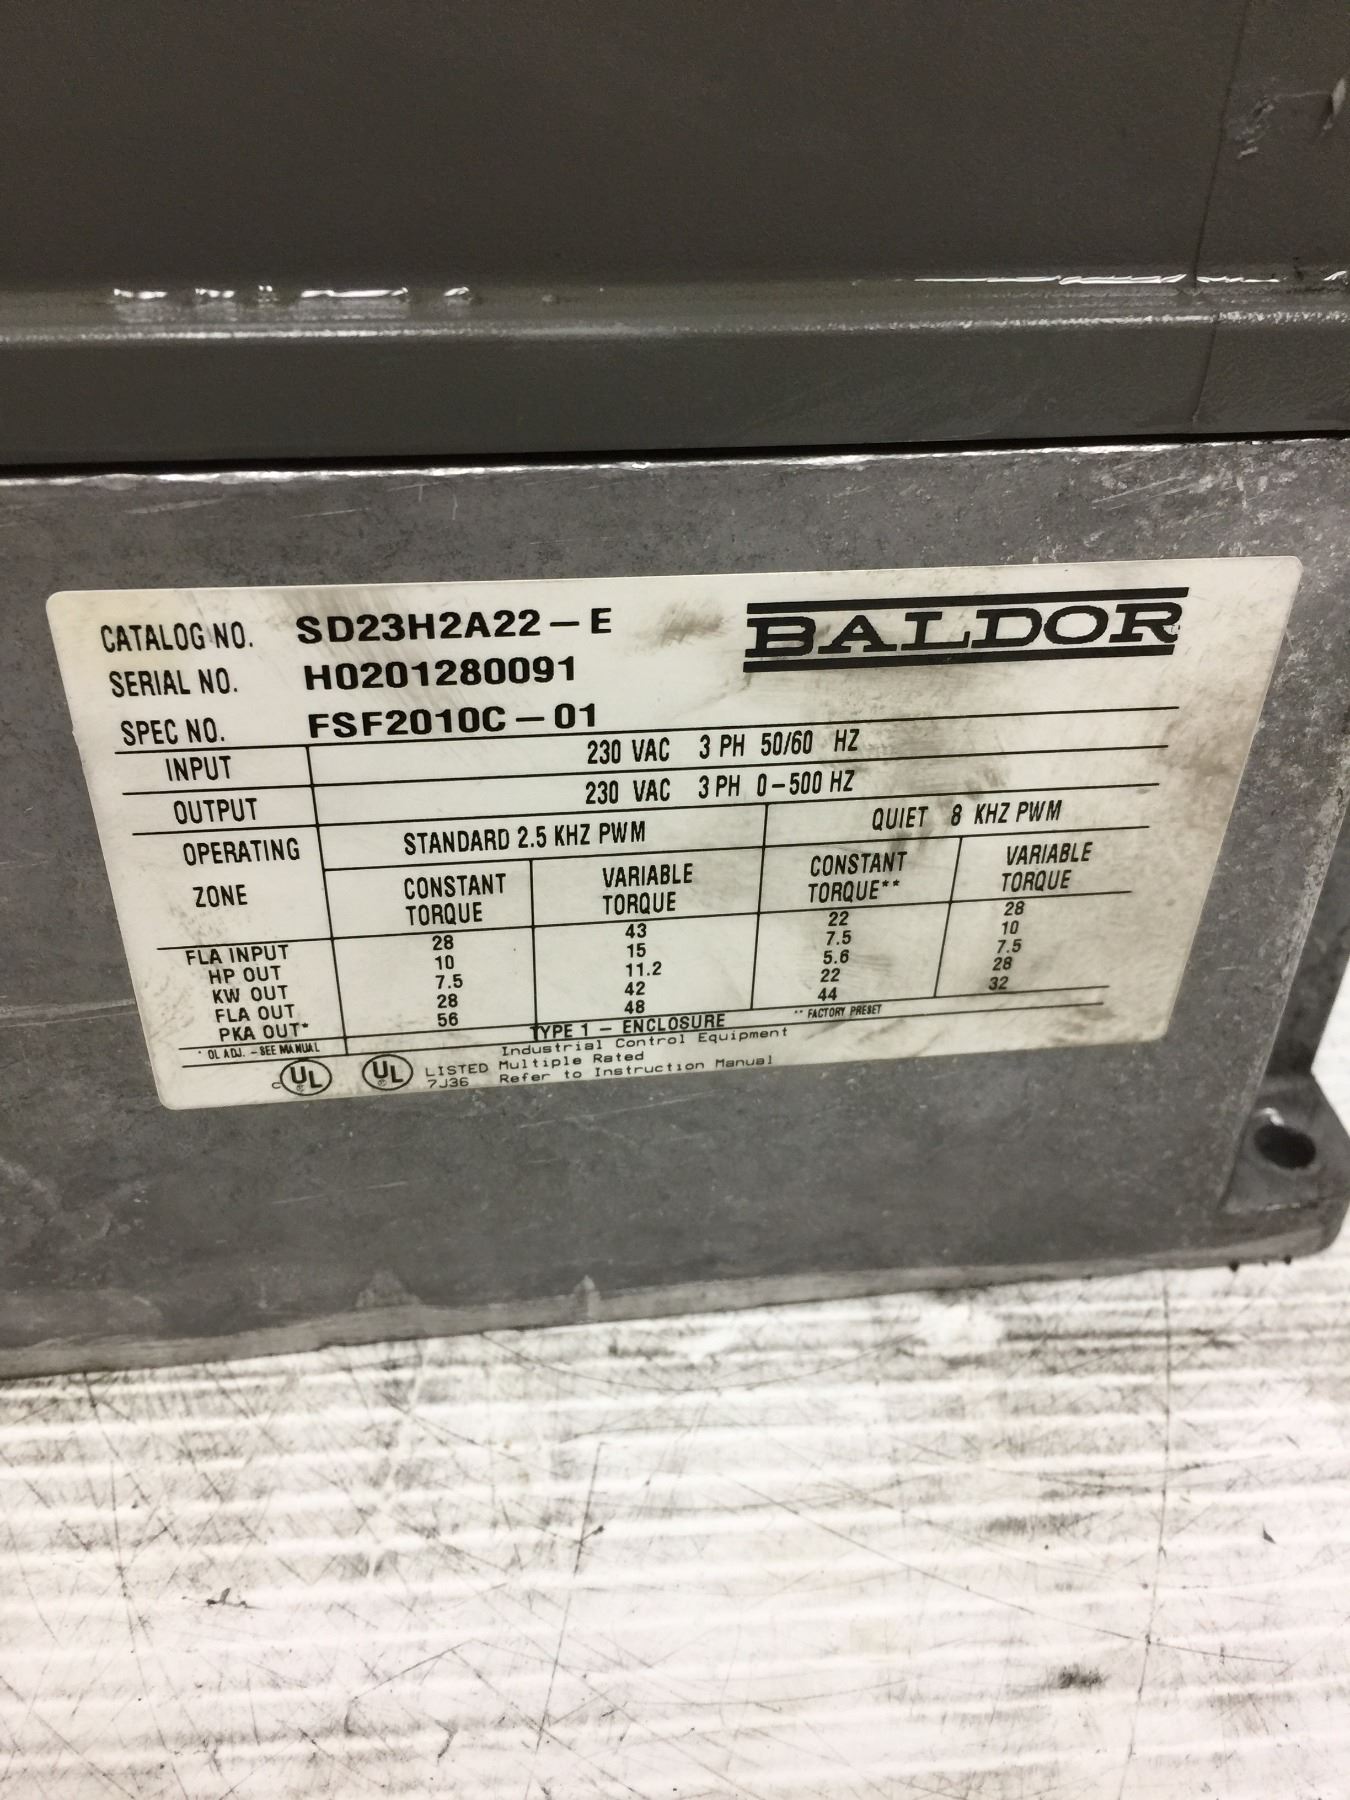 CATALOG NO. SD23H2A22-E
BALDOR
SERIAL NO. H0201280091
SPEC NO. FSF2010C-01
INPUT 230 VAC 3 PH 50/60 HZ
OUTPUT 230 VAC 3 PH 0-500 HZ
OPERATING ZONE STANDARD 2.5 KHZ PWM QUIET 8 KHZ PWM
CONSTANT TORQUE VARIABLE TORQUE CONSTANT TORQUE** VARIABLE TORQUE
FLA INPUT 28 43 22 28
HP OUT 10 15 7.5 10
KW OUT 7.5 11.2 5.6 7.5
FLA OUT 28 42 22 28
PKA OUT* 56 48 44 32
* OL ADJ. - SEE MANUAL TYPE 1 - ENCLOSURE ** FACTORY PRESET
Industrial Control Equipment
c UL UL LISTED Multiple Rated
7J36 Refer to Instruction Manual